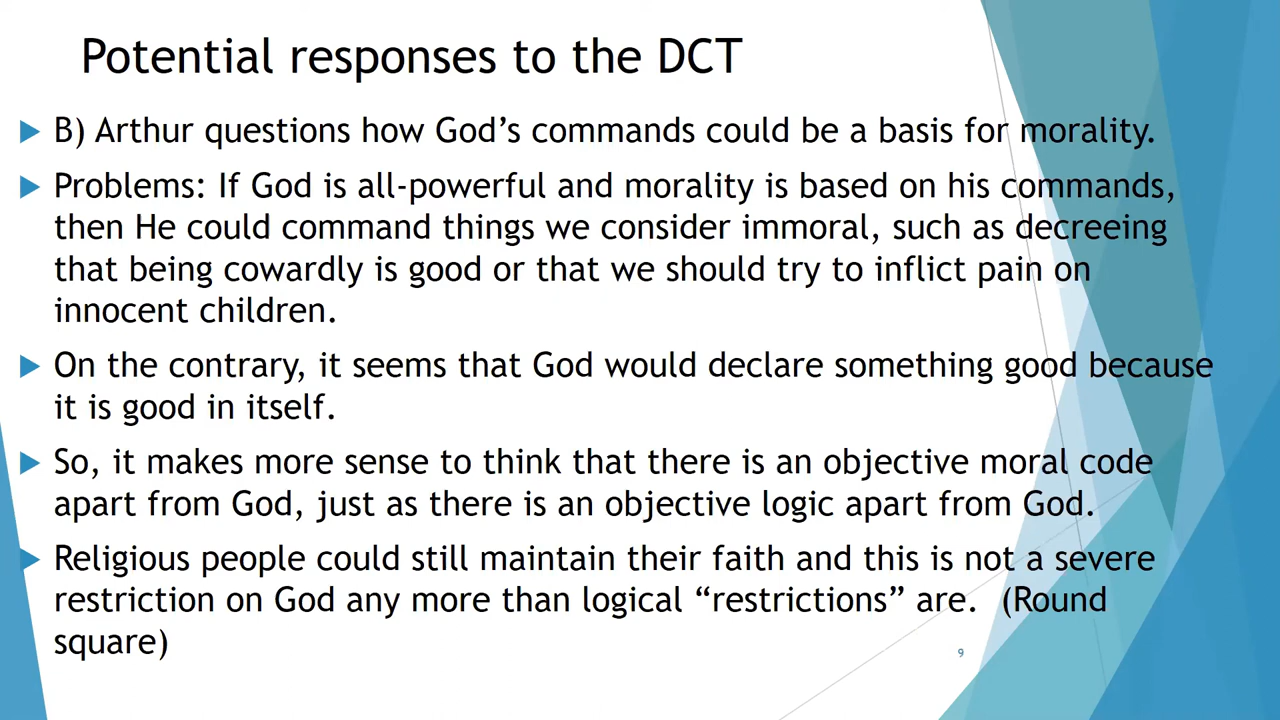 Potential responses to the DCT
B) Arthur questions how God's commands could be a basis for morality.
Problems: If God is all-powerful and morality is based on his commands,
then He could command things we consider immoral, such as decreeing
that being cowardly is good or that we should try to inflict pain on
innocent children.
On the contrary, it seems that God would declare something good because
it is good in itself.
So, it makes more sense to think that there is an objective moral code
apart from God, just as there is an objective logic apart from God.
Religious people could still maintain their faith and this is not a severe
restriction on God any more than logical “restrictions” are.  (Round
square)
9